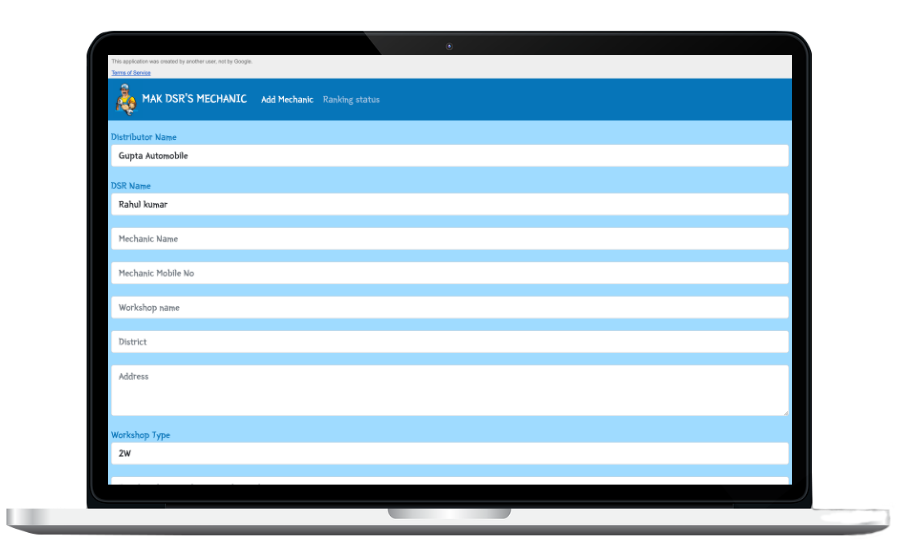 This application was created by another user, not by Google.
Terms of Service
MAK DSR'S MECHANIC Add Mechanic Ranking status
Distributor Name
Gupta Automobile
DSR Name
Rahul kumar
Mechanic Name
Mechanic Mobile No
Workshop name
District
Address
Workshop Type
2W